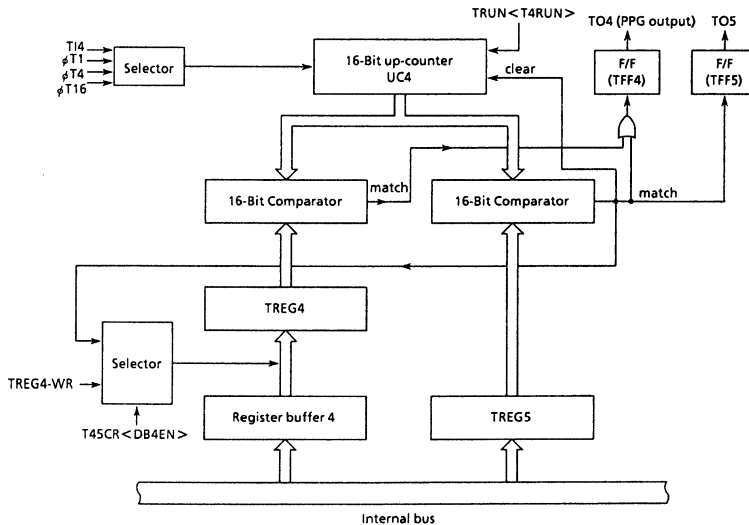 TRUN<T4RUN>
TO4 (PPG output)
TO5
TI4
φT1
φT4
φT16
Selector
16-Bit up-counter
UC4
clear
F/F
(TFF4)
F/F
(TFF5)
16-Bit Comparator
match
16-Bit Comparator
match
TREG4
Selector
TREG4-WR
T45CR<DB4EN>
Register buffer 4
TREG5
Internal bus